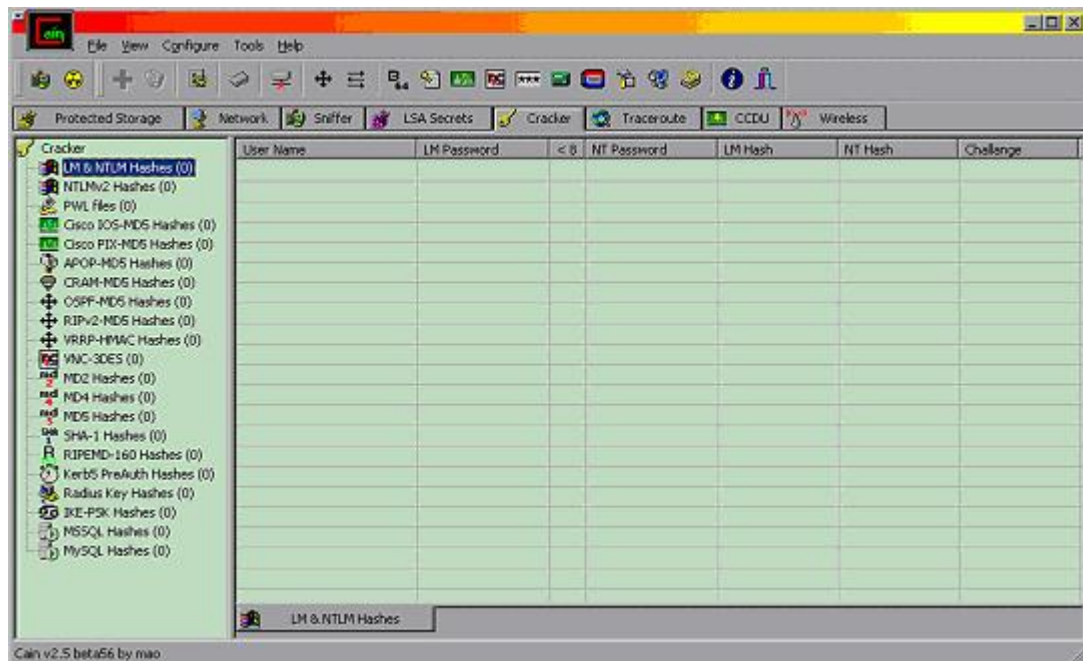 Cain
File View Configure Tools Help
Protected Storage Network Sniffer LSA Secrets Cracker Traceroute CCDU Wireless
Cracker
LM & NTLM Hashes (0)
NTLMv2 Hashes (0)
PWL files (0)
Cisco IOS-MD5 Hashes (0)
Cisco PIX-MD5 Hashes (0)
APOP-MD5 Hashes (0)
CRAM-MD5 Hashes (0)
OSPF-MD5 Hashes (0)
RIPv2-MD5 Hashes (0)
VRRP-HMAC Hashes (0)
VNC-3DES (0)
MD2 Hashes (0)
MD4 Hashes (0)
MD5 Hashes (0)
SHA-1 Hashes (0)
RIPEMD-160 Hashes (0)
Kerb5 PreAuth Hashes (0)
Radius Key Hashes (0)
IKE-PSK Hashes (0)
MSSQL Hashes (0)
MySQL Hashes (0)
User Name LM Password < 8 NT Password LM Hash NT Hash Challange
LM & NTLM Hashes
Cain v2.5 beta56 by mao